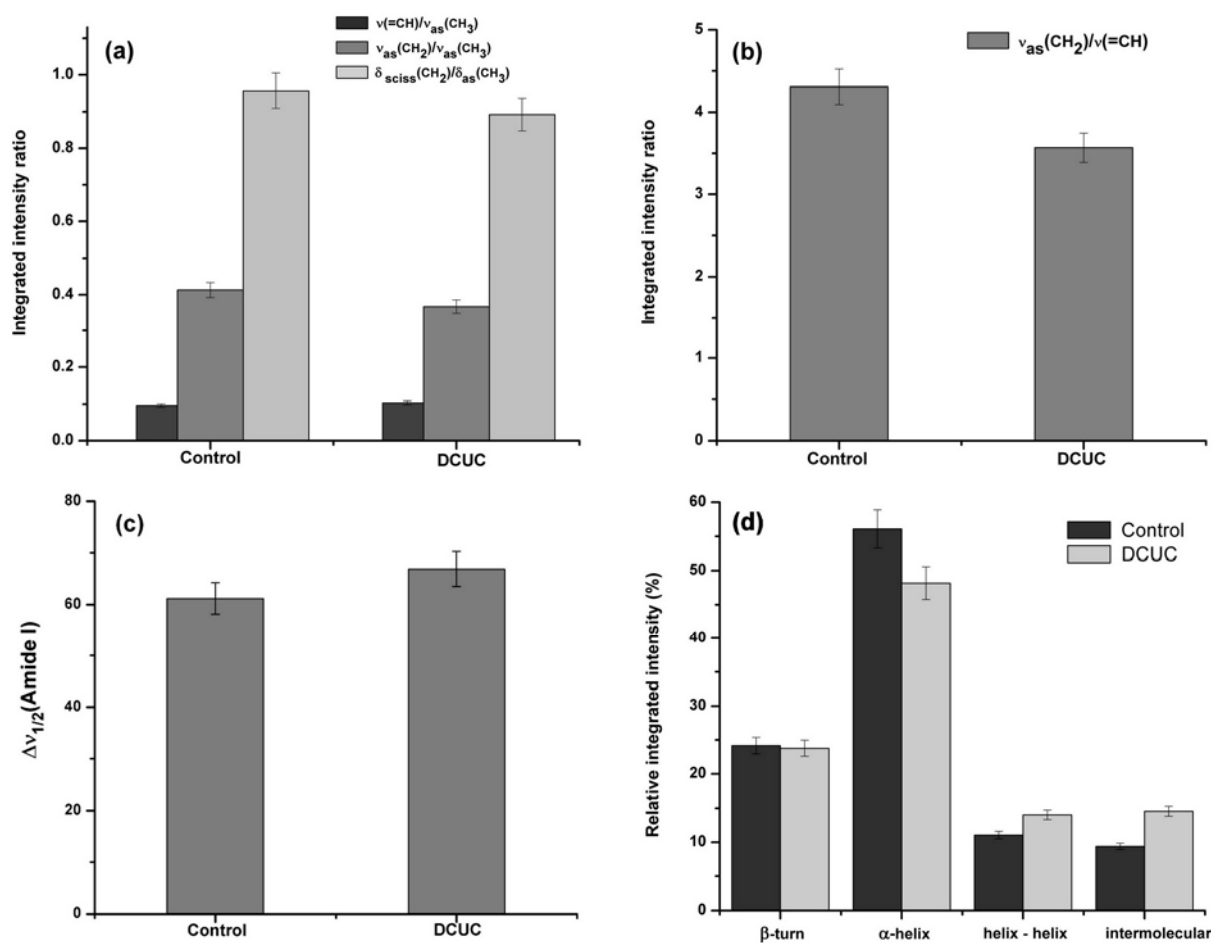 (a)
ν(=CH)/νas(CH3)
νas(CH2)/νas(CH3)
δsciss(CH2)/δas(CH3)
Integrated intensity ratio
1.0
0.8
0.6
0.4
0.2
0.0
Control DCUC
(b)
νas(CH2)/ν(=CH)
Integrated intensity ratio
5
4
3
2
1
0
Control DCUC
(c)
Δν1/2(Amide I)
80
60
40
20
0
Control DCUC
(d)
Control
DCUC
Relative integrated intensity (%)
60
50
40
30
20
10
0
β-turn α-helix helix - helix intermolecular